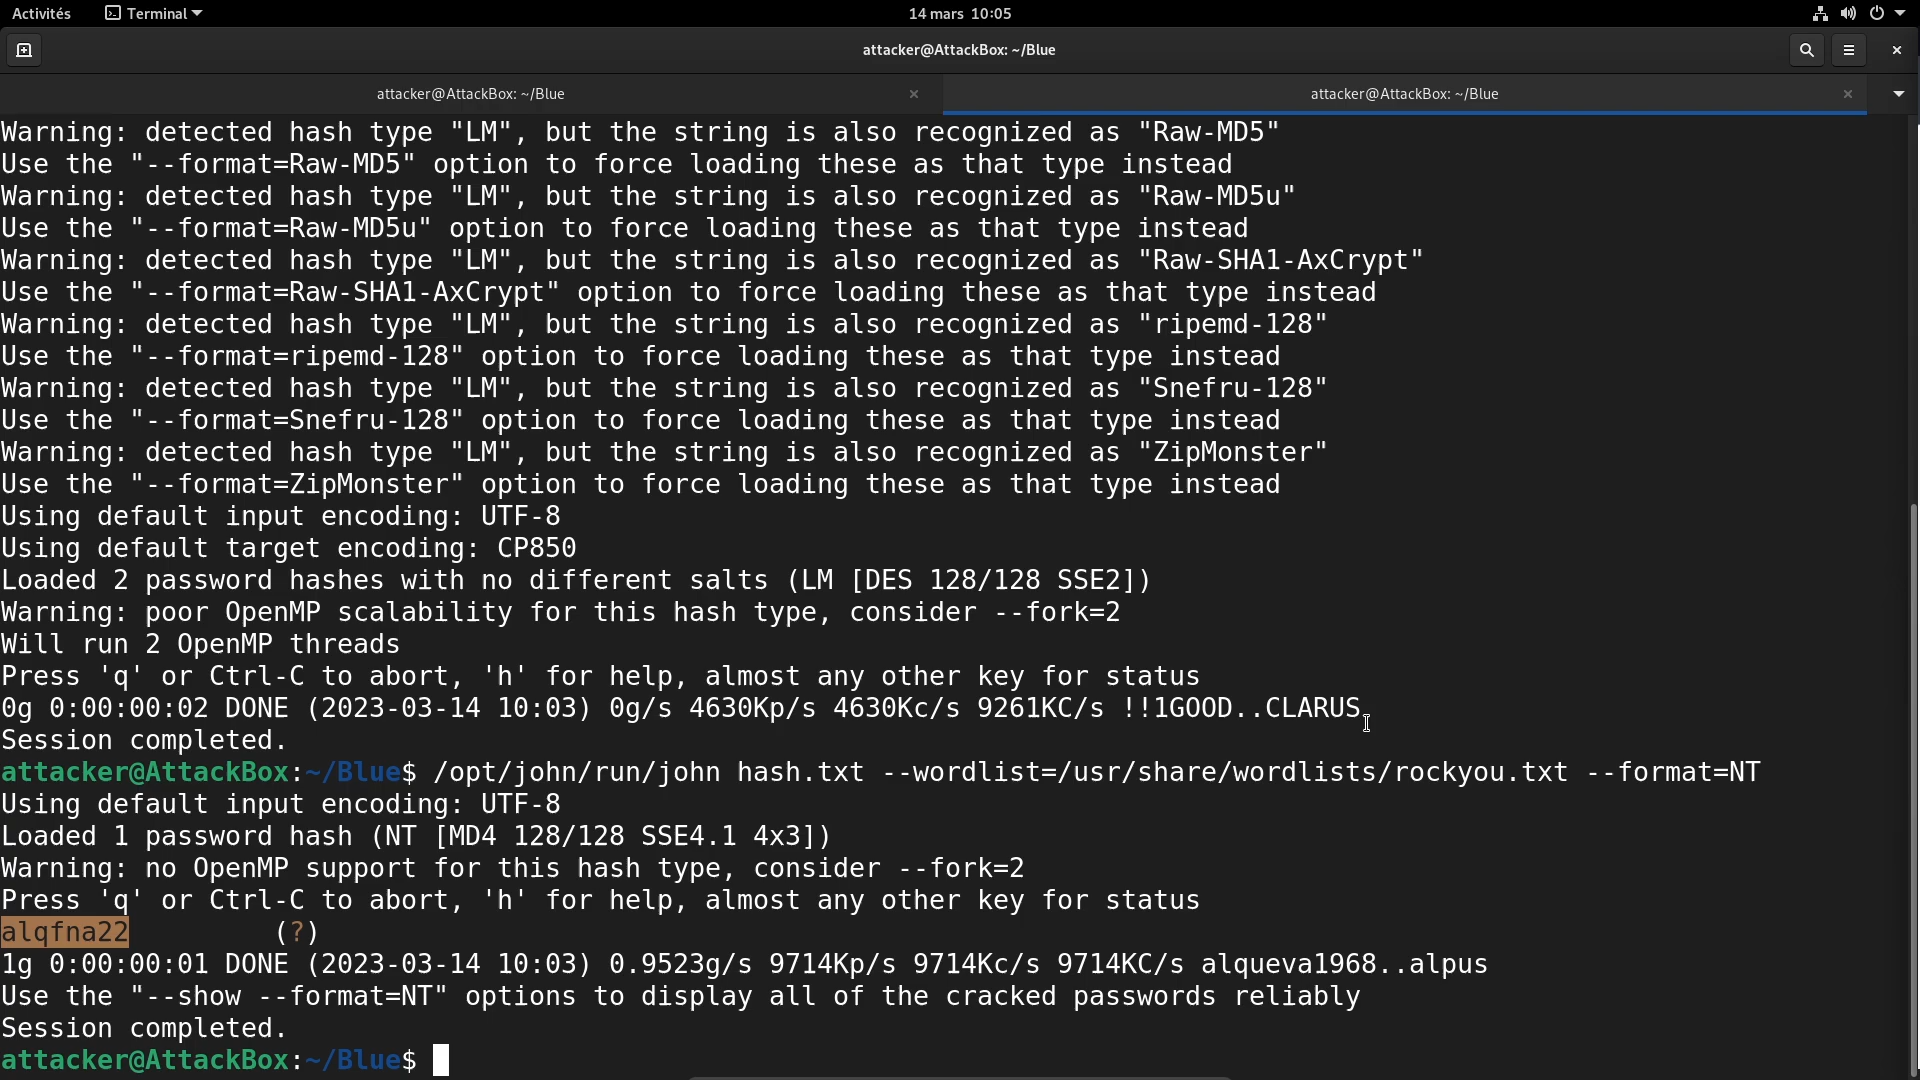 Activités
Terminal
14 mars 10:05
attacker@AttackBox: ~/Blue
attacker@AttackBox: ~/Blue
attacker@AttackBox: ~/Blue
Warning: detected hash type "LM", but the string is also recognized as "Raw-MD5"
Use the "--format=Raw-MD5" option to force loading these as that type instead
Warning: detected hash type "LM", but the string is also recognized as "Raw-MD5u"
Use the "--format=Raw-MD5u" option to force loading these as that type instead
Warning: detected hash type "LM", but the string is also recognized as "Raw-SHA1-AxCrypt"
Use the "--format=Raw-SHA1-AxCrypt" option to force loading these as that type instead
Warning: detected hash type "LM", but the string is also recognized as "ripemd-128"
Use the "--format=ripemd-128" option to force loading these as that type instead
Warning: detected hash type "LM", but the string is also recognized as "Snefru-128"
Use the "--format=Snefru-128" option to force loading these as that type instead
Warning: detected hash type "LM", but the string is also recognized as "ZipMonster"
Use the "--format=ZipMonster" option to force loading these as that type instead
Using default input encoding: UTF-8
Using default target encoding: CP850
Loaded 2 password hashes with no different salts (LM [DES 128/128 SSE2])
Warning: poor OpenMP scalability for this hash type, consider --fork=2
Will run 2 OpenMP threads
Press 'q' or Ctrl-C to abort, 'h' for help, almost any other key for status
0g 0:00:00:02 DONE (2023-03-14 10:03) 0g/s 4630Kp/s 4630Kc/s 9261KC/s !!1GOOD..CLARUS
Session completed.
attacker@AttackBox:~/Blue$ /opt/john/run/john hash.txt --wordlist=/usr/share/wordlists/rockyou.txt --format=NT
Using default input encoding: UTF-8
Loaded 1 password hash (NT [MD4 128/128 SSE4.1 4x3])
Warning: no OpenMP support for this hash type, consider --fork=2
Press 'q' or Ctrl-C to abort, 'h' for help, almost any other key for status
alqfna22         (?)
1g 0:00:00:01 DONE (2023-03-14 10:03) 0.9523g/s 9714Kp/s 9714Kc/s 9714KC/s alqueva1968..alpus
Use the "--show --format=NT" options to display all of the cracked passwords reliably
Session completed.
attacker@AttackBox:~/Blue$